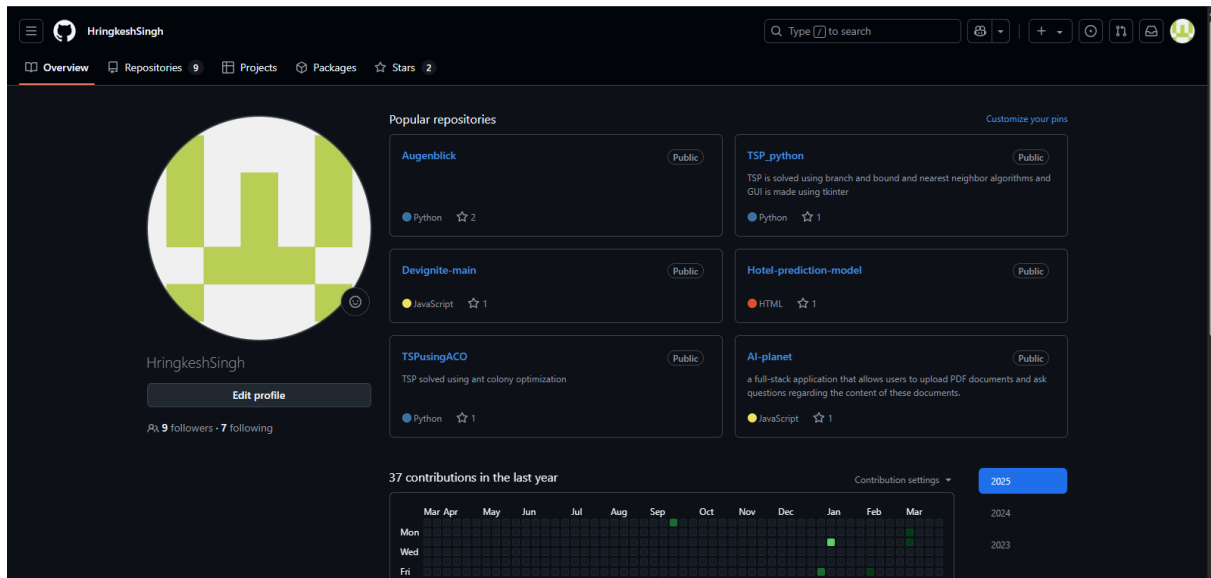 HringkeshSingh
Type / to search
Overview Repositories 9 Projects Packages Stars 2
Popular repositories
Customize your pins
Augenblick Public
Python 2
TSP_python Public
TSP is solved using branch and bound and nearest neighbor algorithms and
GUI is made using tkinter
Python 1
Devignite-main Public
JavaScript 1
Hotel-prediction-model Public
HTML 1
TSPusingACO Public
TSP solved using ant colony optimization
Python 1
AI-planet Public
a full-stack application that allows users to upload PDF documents and ask
questions regarding the content of these documents.
JavaScript 1
HringkeshSingh
Edit profile
9 followers · 7 following
37 contributions in the last year
Contribution settings
2025
2024
2023
Mar Apr May Jun Jul Aug Sep Oct Nov Dec Jan Feb Mar
Mon
Wed
Fri